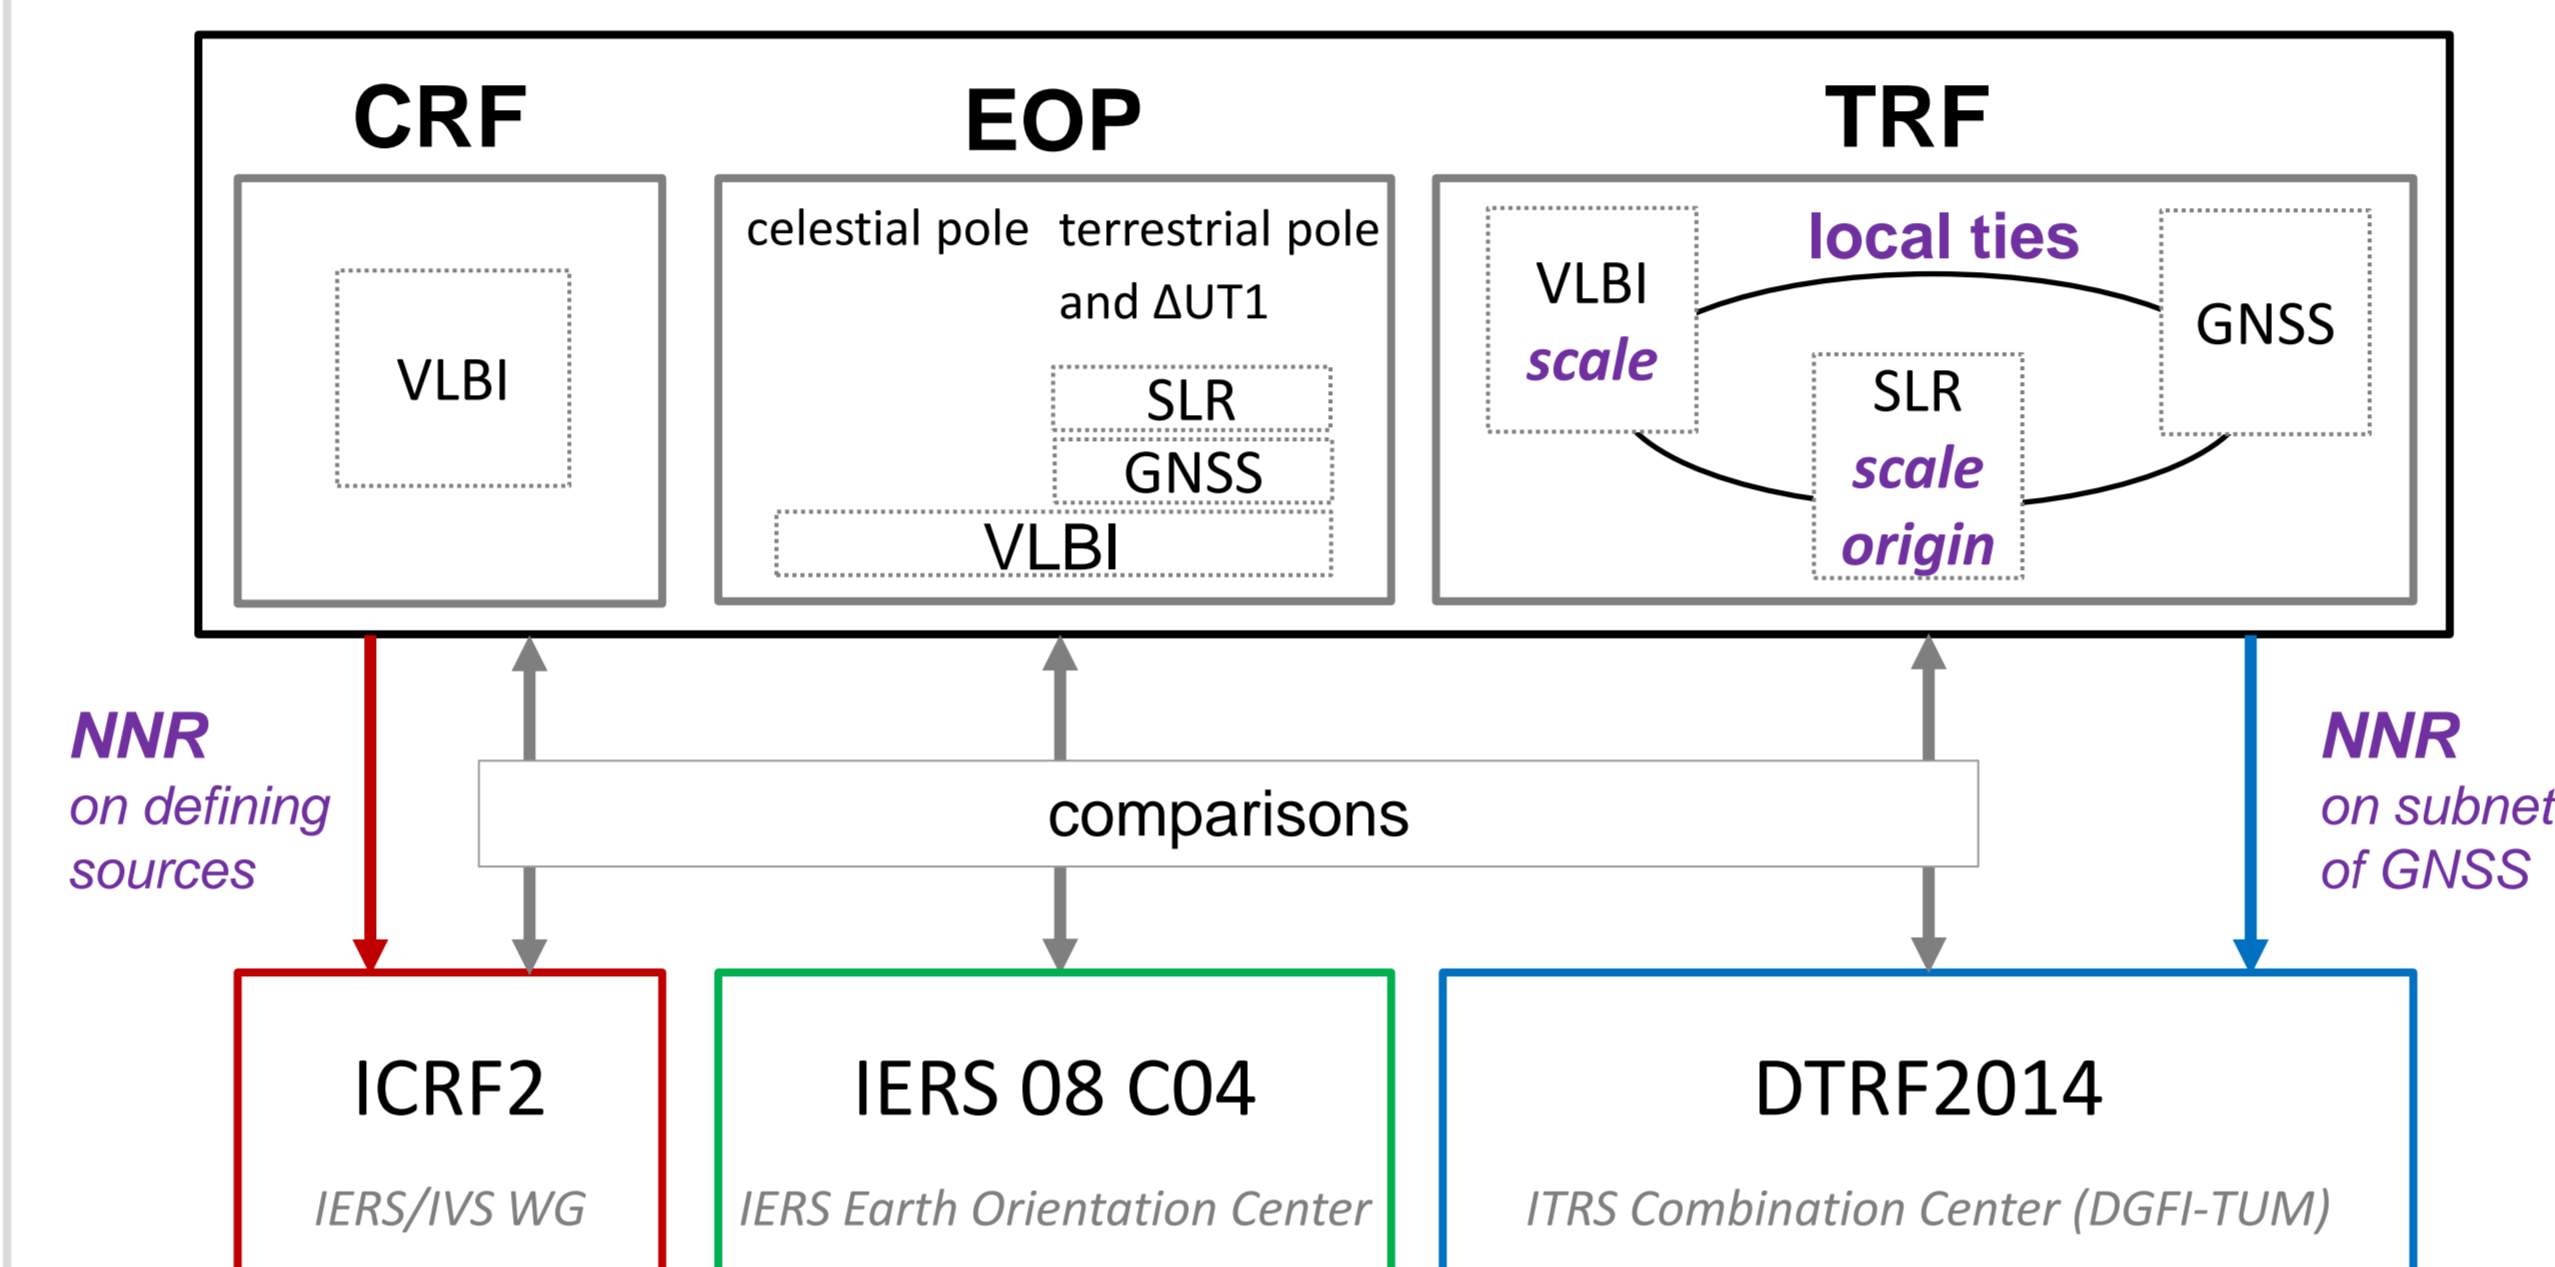 CRF
EOP
TRF
VLBI
celestial pole
terrestrial pole
and ΔUT1
SLR
GNSS
VLBI
local ties
VLBI
scale
SLR
scale
origin
GNSS
NNR
on defining
sources
comparisons
NNR
on subnet
of GNSS
ICRF2
IERS/IVS WG
IERS 08 C04
IERS Earth Orientation Center
DTRF2014
ITRS Combination Center (DGFI-TUM)